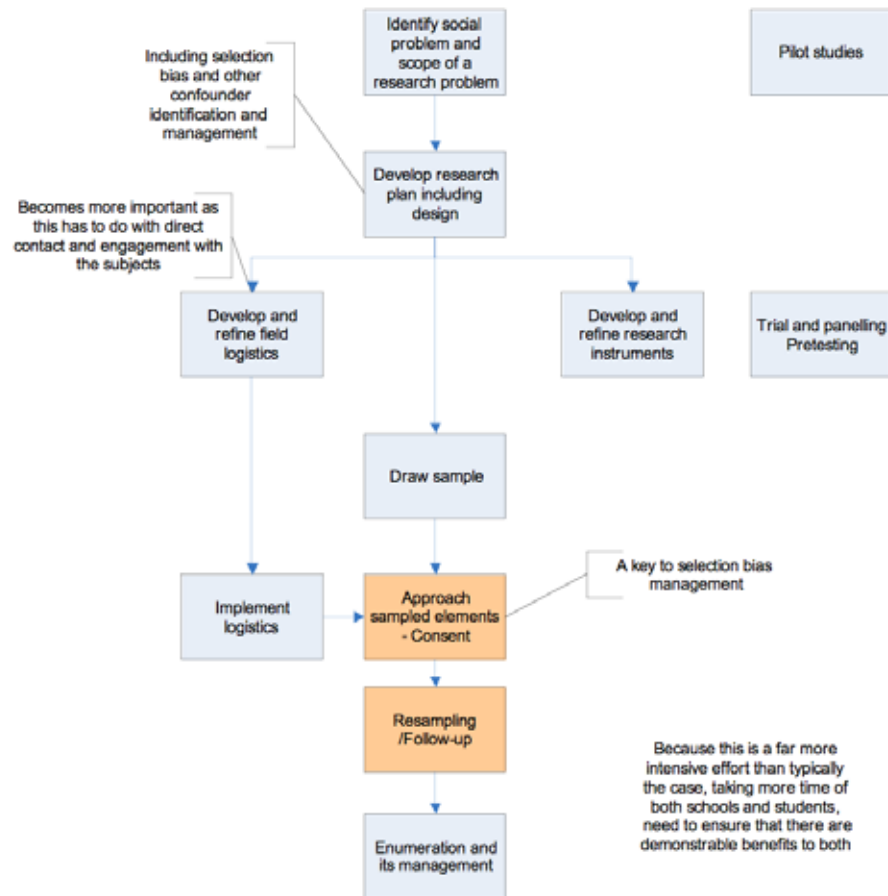 Identify social
problem and
scope of a
research problem
Pilot studies
Including selection
bias and other
confounder
identification and
management
Develop research
plan including
design
Becomes more important as
this has to do with direct
contact and engagement with
the subjects
Develop and
refine field
logistics
Develop and
refine research
instruments
Trial and panelling
Pretesting
Draw sample
A key to selection bias
management
Implement
logistics
Approach
sampled elements
- Consent
Resampling
/Follow-up
Because this is a far more
intensive effort than typically
the case, taking more time of
both schools and students,
need to ensure that there are
demonstrable benefits to both
Enumeration and
its management